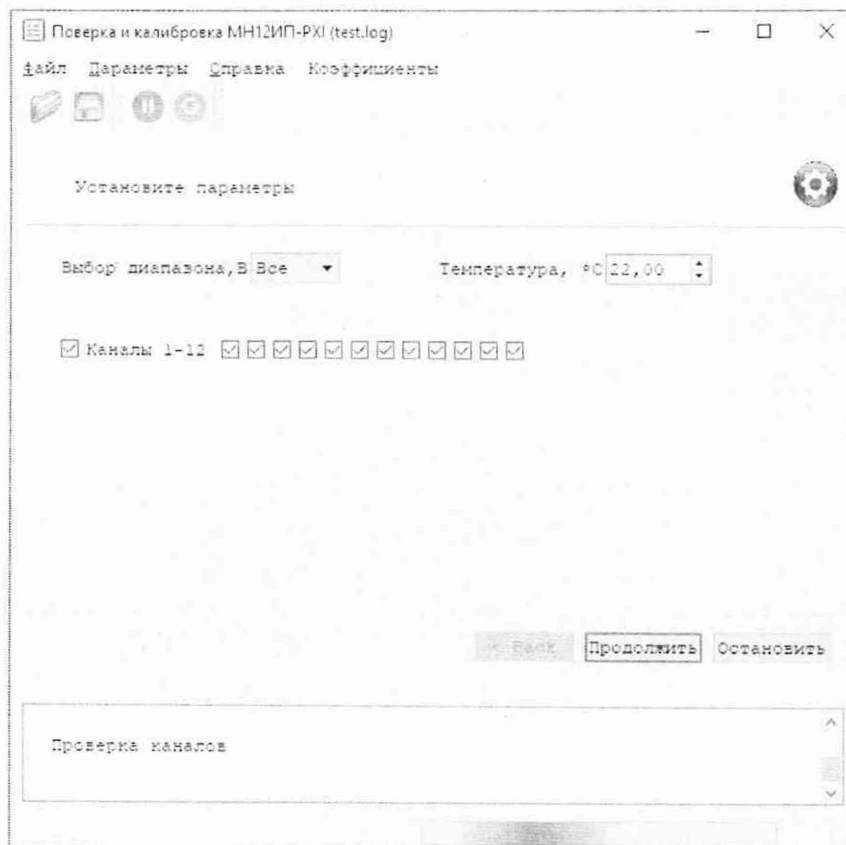 Поверка и калибровка МН12ИП-PXI (test.log)
Файл Параметры Справка Коэффициенты
Установите параметры
Выбор диапазона,В Все Температура, ºС 22,00
Каналы 1-12
< Back Продолжить Остановить
Проверка каналов